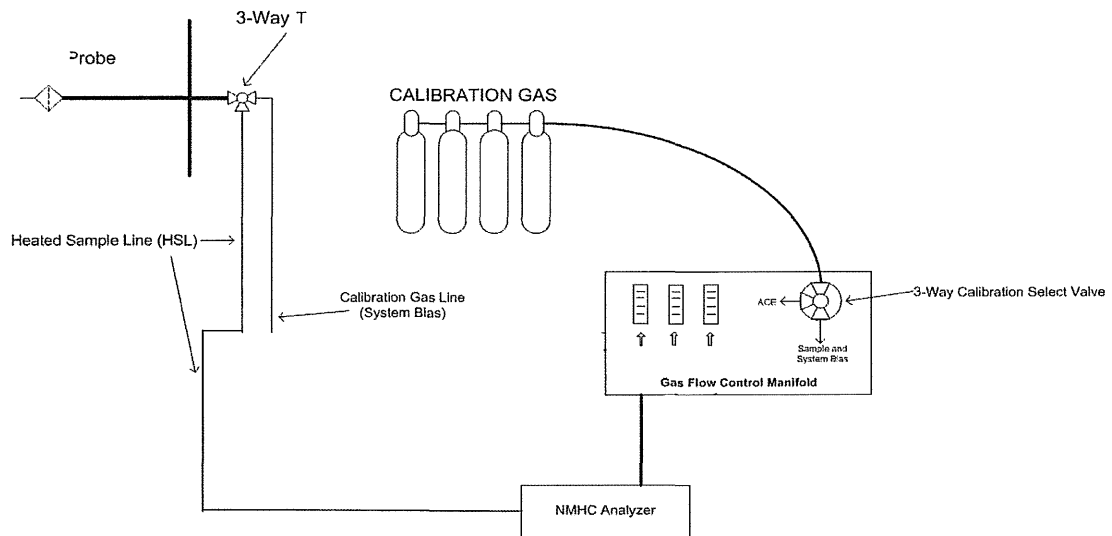 3-Way T
Probe
CALIBRATION GAS
Heated Sample Line (HSL)
Calibration Gas Line
(System Bias)
ACE
3-Way Calibration Select Valve
Sample and
System Bias
Gas Flow Control Manifold
NMHC Analyzer